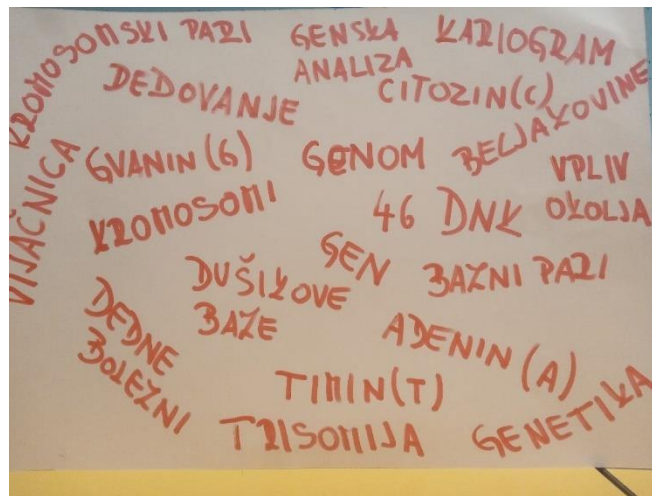 KROMOSOMSKI PARI
GENSKA
ANALIZA
KARIOGRAM
DEDOVANJE
CITOZIN(C)
BELJAKOVINE
VIJAČNICA
GVANIN(G)
GENOM
VPLIV
OKOLJA
KROMOSOMI
46 DNK
GEN
DUŠIKOVE
BAZE
BAZNI PARI
DEDNE
BOLEZNI
ADENIN(A)
TIMIN(T)
TRISOMIJA
GENETIKA